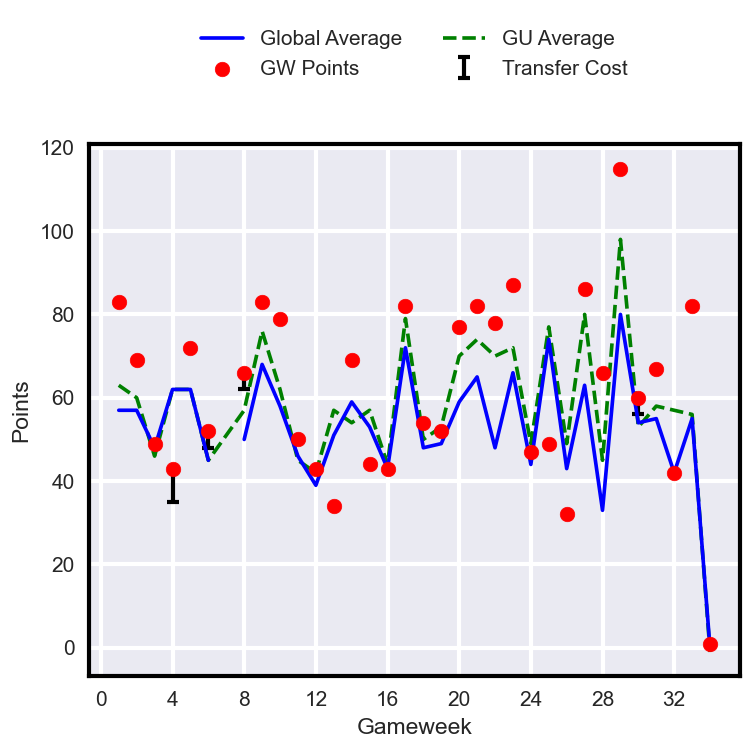 Global Average
GU Average
GW Points
Transfer Cost
120
100
80
60
40
20
0
Points
0 4 8 12 16 20 24 28 32
Gameweek